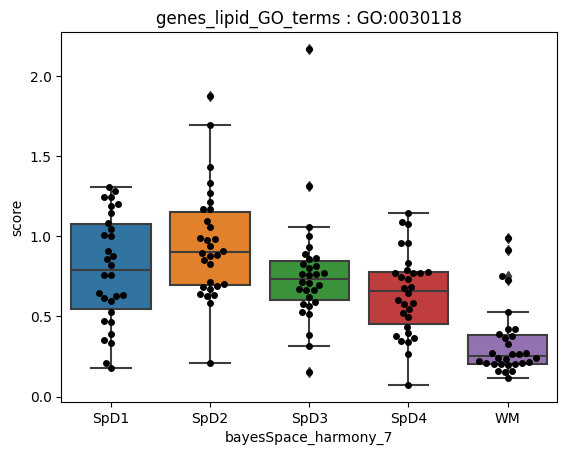 genes_lipid_GO_terms : GO:0030118
2.0
1.5
1.0
0.5
0.0
score
SpD1 SpD2 SpD3 SpD4 WM
bayesSpace_harmony_7